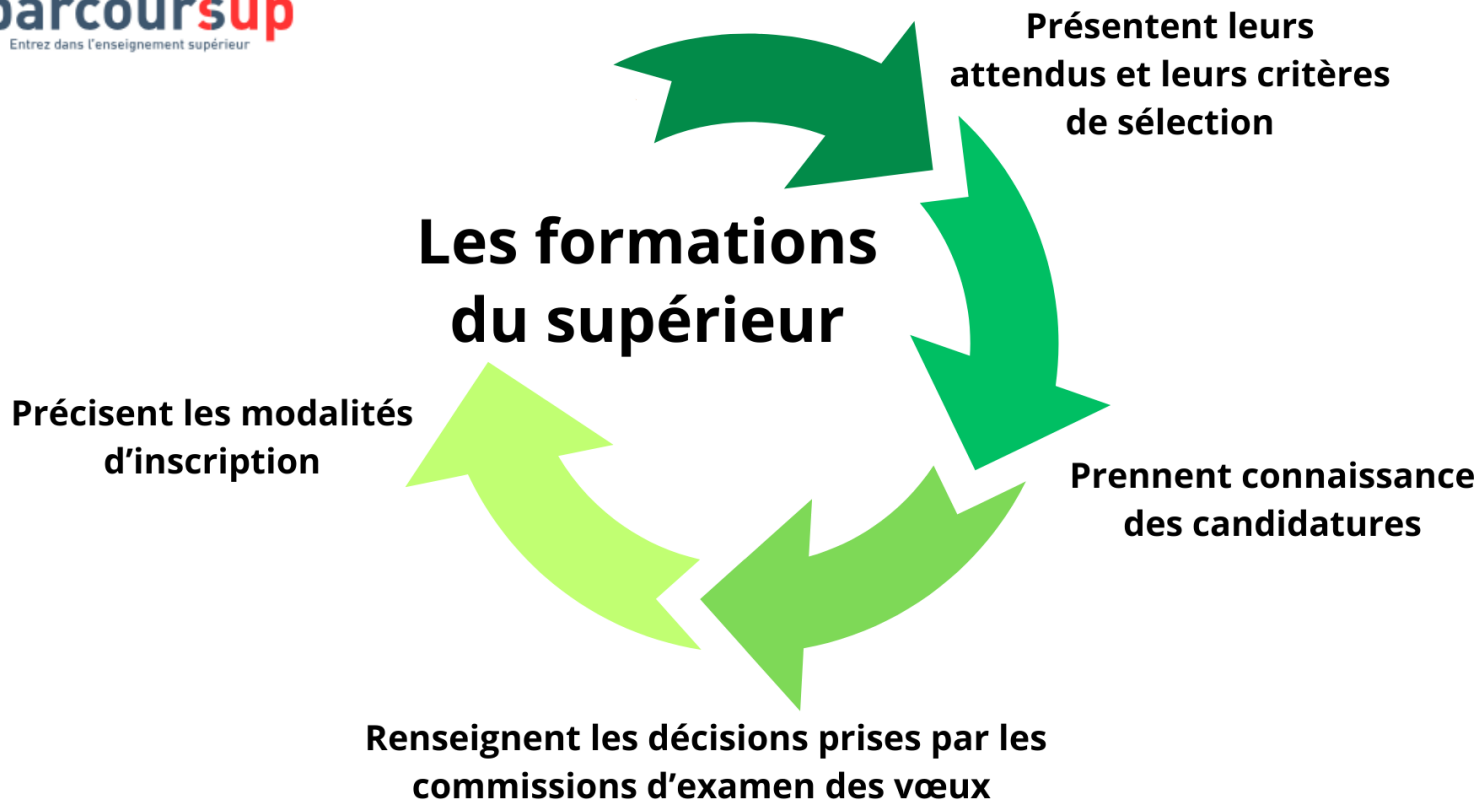 parcoursup
Entrez dans l'enseignement supérieur
Présentent leurs
attendus et leurs critères
de sélection
Les formations
du supérieur
Précisent les modalités
d’inscription
Prennent connaissance
des candidatures
Renseignent les décisions prises par les
commissions d’examen des vœux